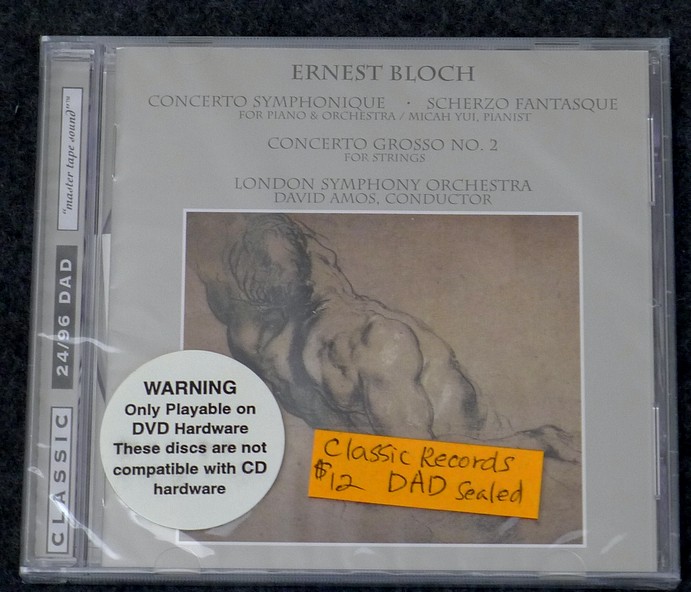 ERNEST BLOCH
CONCERTO SYMPHONIQUE · SCHERZO FANTASQUE
FOR PIANO & ORCHESTRA / MICAH YUI, PIANIST
CONCERTO GROSSO NO. 2
FOR STRINGS
LONDON SYMPHONY ORCHESTRA
DAVID AMOS, CONDUCTOR
"master tape sound"™
24/96 DAD
CLASSIC
WARNING
Only Playable on
DVD Hardware
These discs are not
compatible with CD
hardware
Classic Records
$12 DAD Sealed